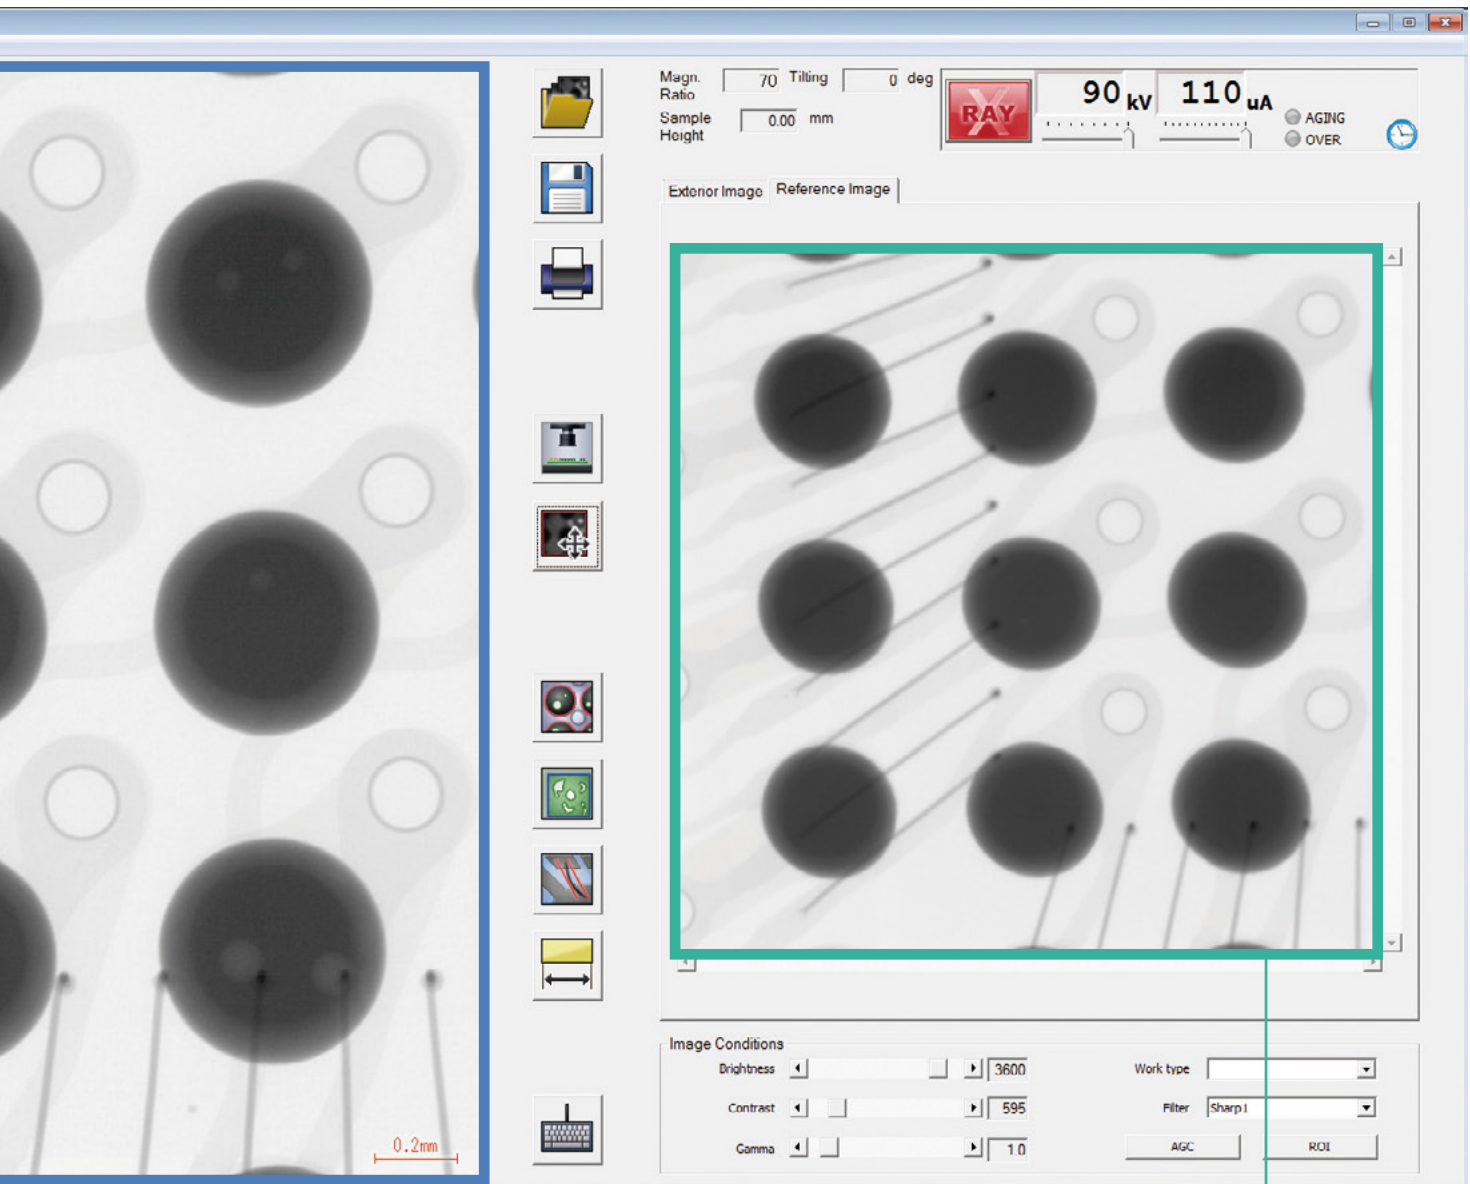 Magn. Ratio 70 Tilting 0 deg
Sample Height 0.00 mm
X RAY
90 kV 110 uA
AGING
OVER
Exterior Image Reference Image
0.2mm
Image Conditions
Brightness 3600 Work type
Contrast 595 Filter Sharp1
Gamma 1.0 AGC ROI